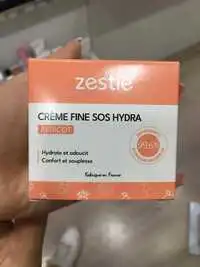 zestie
CRÈME FINE SOS HYDRA
ABRICOT
• Hydrate et adoucit
• Confort et souplesse
Fabriqué en France